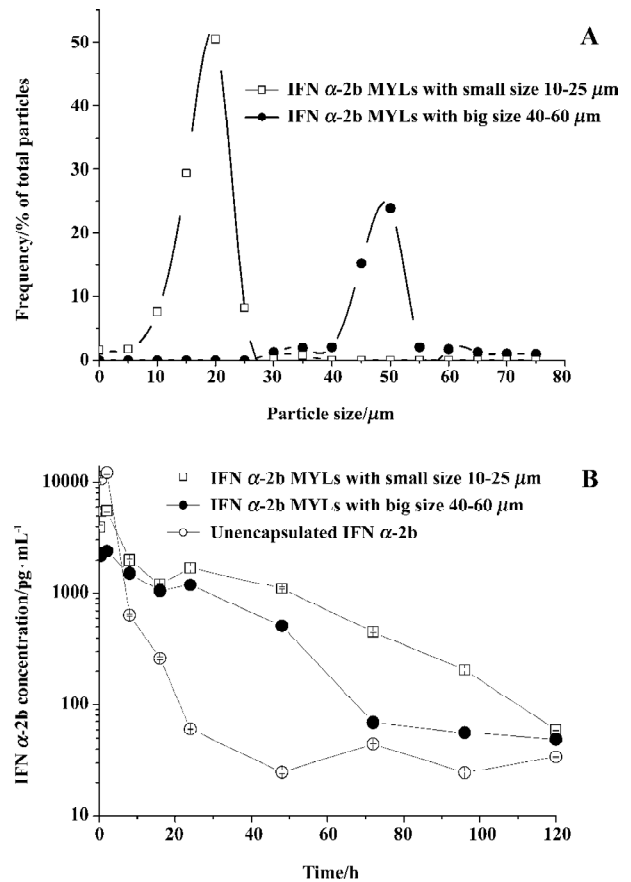 A
50
40
30
20
10
0
Frequency/% of total particles
IFN α-2b MYLs with small size 10-25 μm
IFN α-2b MYLs with big size 40-60 μm
0 10 20 30 40 50 60 70 80
Particle size/μm
B
10000
1000
100
10
IFN α-2b concentration/pg·mL⁻¹
IFN α-2b MYLs with small size 10-25 μm
IFN α-2b MYLs with big size 40-60 μm
Unencapsulated IFN α-2b
0 20 40 60 80 100 120
Time/h